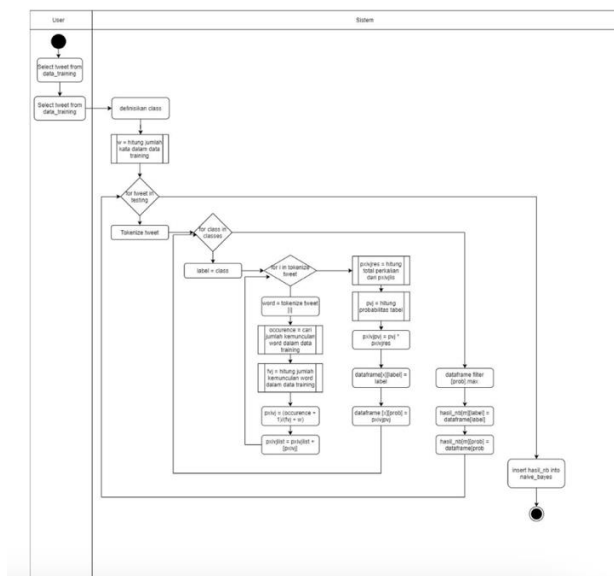 User
Sistem
Select tweet from
data_training
Select tweet from
data_training
definisikan class
w = hitung jumlah
kata dalam data
training
for tweet in
testing
Tokenize tweet
for class in
classes
label = class
for i in tokenize
tweet
word = tokenize tweet
[i]
occurence = cari
jumlah kemunculan
word dalam data
training
fvj = hitung jumlah
kemunculan word
dalam data training
pxivj = (occurence +
1)/(fvj + w)
pxivjlist = pxivjlist +
[pxivj]
pxivjres = hitung
total perkalian
dari pxivjlis
pvj = hitung
probabilitas label
pxivjpvj = pvj *
pxivjres
dataframe[x][label] =
label
dataframe [x][prob] =
pxivjpvj
dataframe filter
[prob] max
hasil_nb[m][label] =
dataframe[label]
hasil_nb[m][prob] =
dataframe[prob
Insert hasil_nb into
naive_bayes